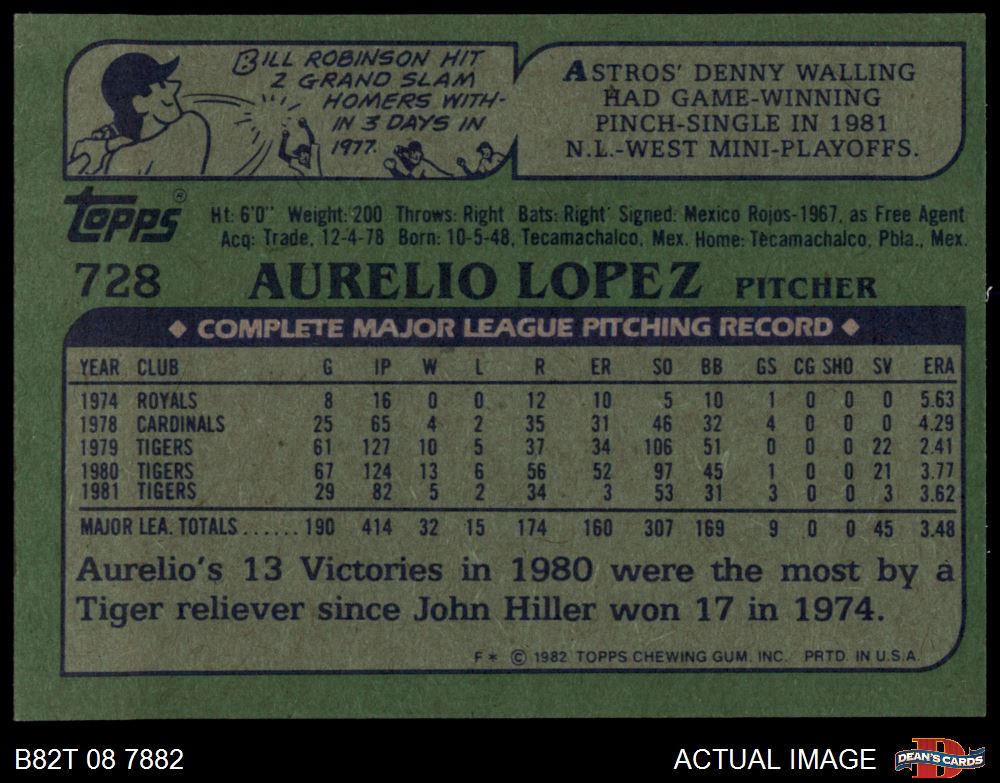 BILL ROBINSON HIT
2 GRAND SLAM
HOMERS WITH-
IN 3 DAYS IN
1977.
ASTROS' DENNY WALLING
HAD GAME-WINNING
PINCH-SINGLE IN 1981
N.L.-WEST MINI-PLAYOFFS.
Topps®
Ht: 6'0" Weight: 200 Throws: Right Bats: Right Signed: Mexico Rojos-1967, as Free Agent
Acq: Trade, 12-4-78 Born: 10-5-48, Tecamachalco, Mex. Home: Tecamachalco, Pbla., Mex.
728 AURELIO LOPEZ PITCHER
◆ COMPLETE MAJOR LEAGUE PITCHING RECORD ◆
YEAR CLUB G IP W L R ER SO BB GS CG SHO SV ERA
1974 ROYALS 8 16 0 0 12 10 5 10 1 0 0 0 5.63
1978 CARDINALS 25 65 4 2 35 31 46 32 4 0 0 0 4.29
1979 TIGERS 61 127 10 5 37 34 106 51 0 0 0 22 2.41
1980 TIGERS 67 124 13 6 56 52 97 45 1 0 0 21 3.77
1981 TIGERS 29 82 5 2 34 3 53 31 3 0 0 3 3.62
MAJOR LEA. TOTALS ...... 190 414 32 15 174 160 307 169 9 0 0 45 3.48
Aurelio's 13 Victories in 1980 were the most by a
Tiger reliever since John Hiller won 17 in 1974.
F* © 1982 TOPPS CHEWING GUM, INC. PRTD. IN U.S.A.
B82T 08 7882
ACTUAL IMAGE
D
DEAN'S CARDS